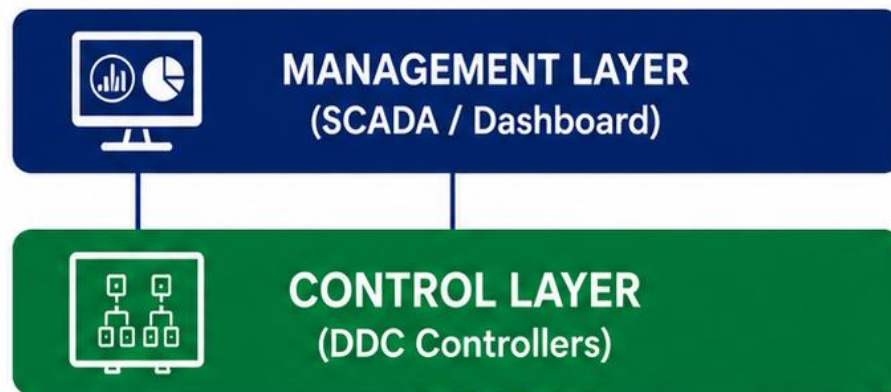 MANAGEMENT LAYER
(SCADA / Dashboard)
CONTROL LAYER
(DDC Controllers)